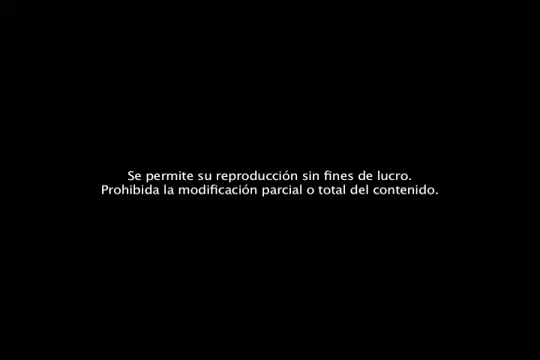 Se permite su reproducción sin fines de lucro.
Prohibida la modificación parcial o total del contenido.